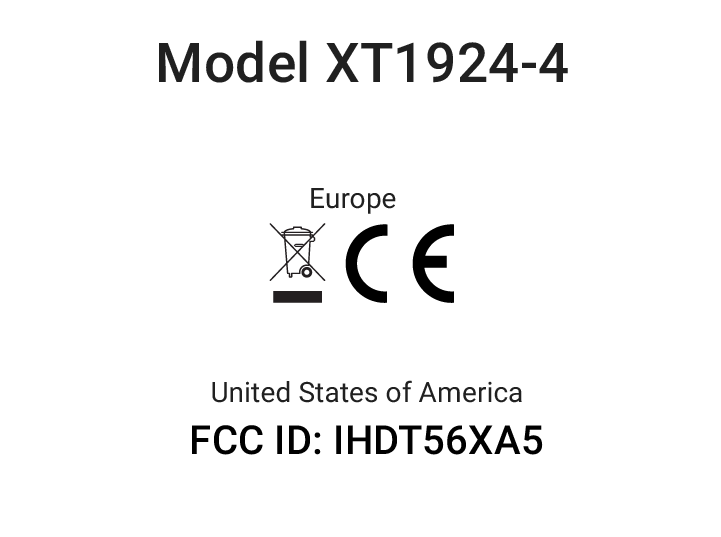 Model XT1924-4
Europe
CE
United States of America
FCC ID: IHDT56XA5